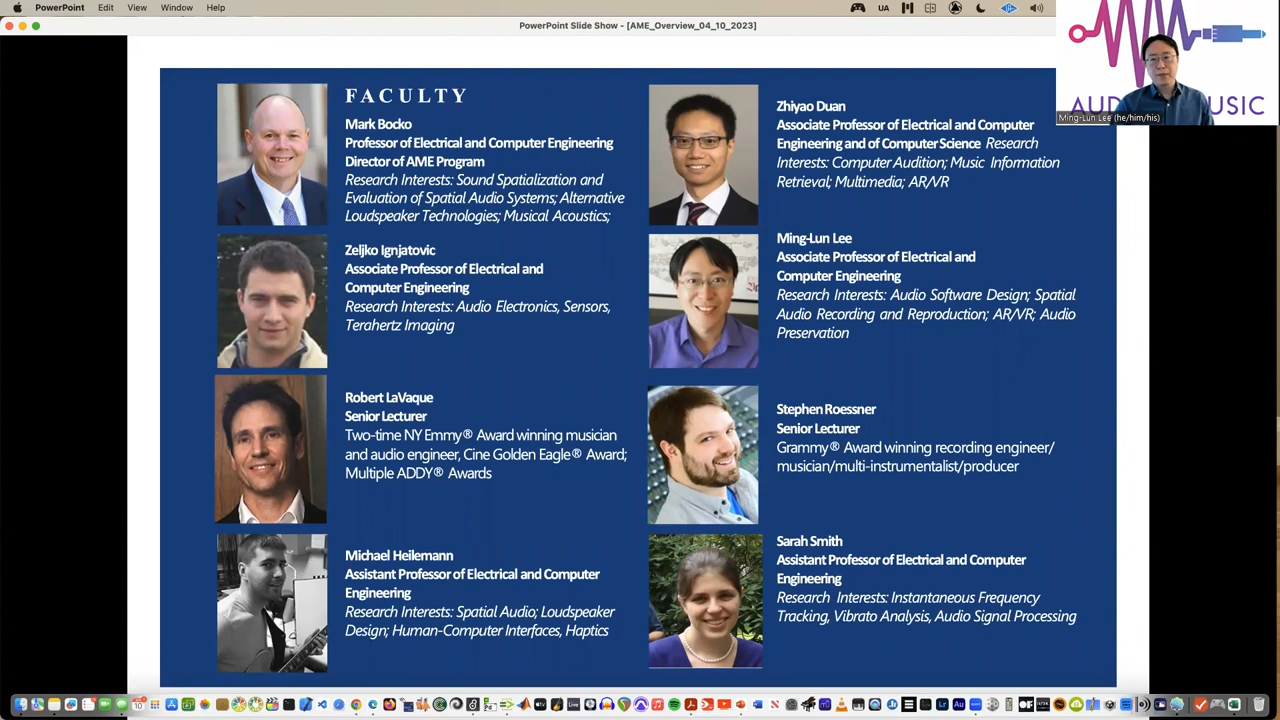 PowerPoint Edit View Window Help
UA
PowerPoint Slide Show - [AME_Overview_04_10_2023]
FACULTY
Mark Bocko
Professor of Electrical and Computer Engineering
Director of AME Program
Research Interests: Sound Spatialization and
Evaluation of Spatial Audio Systems; Alternative
Loudspeaker Technologies; Musical Acoustics;
Zeljko Ignjatovic
Associate Professor of Electrical and
Computer Engineering
Research Interests: Audio Electronics, Sensors,
Terahertz Imaging
Robert LaVaque
Senior Lecturer
Two-time NY Emmy® Award winning musician
and audio engineer, Cine Golden Eagle® Award;
Multiple ADDY® Awards
Michael Heilemann
Assistant Professor of Electrical and Computer
Engineering
Research Interests: Spatial Audio; Loudspeaker
Design; Human-Computer Interfaces, Haptics
Zhiyao Duan
Associate Professor of Electrical and Computer
Engineering and of Computer Science Research
Interests: Computer Audition; Music Information
Retrieval; Multimedia; AR/VR
Ming-Lun Lee
Associate Professor of Electrical and
Computer Engineering
Research Interests: Audio Software Design; Spatial
Audio Recording and Reproduction; AR/VR; Audio
Preservation
Stephen Roessner
Senior Lecturer
Grammy® Award winning recording engineer/
musician/multi-instrumentalist/producer
Sarah Smith
Assistant Professor of Electrical and Computer
Engineering
Research Interests: Instantaneous Frequency
Tracking, Vibrato Analysis, Audio Signal Processing
AUD USIC
Ming-Lun Lee (he/him/his)